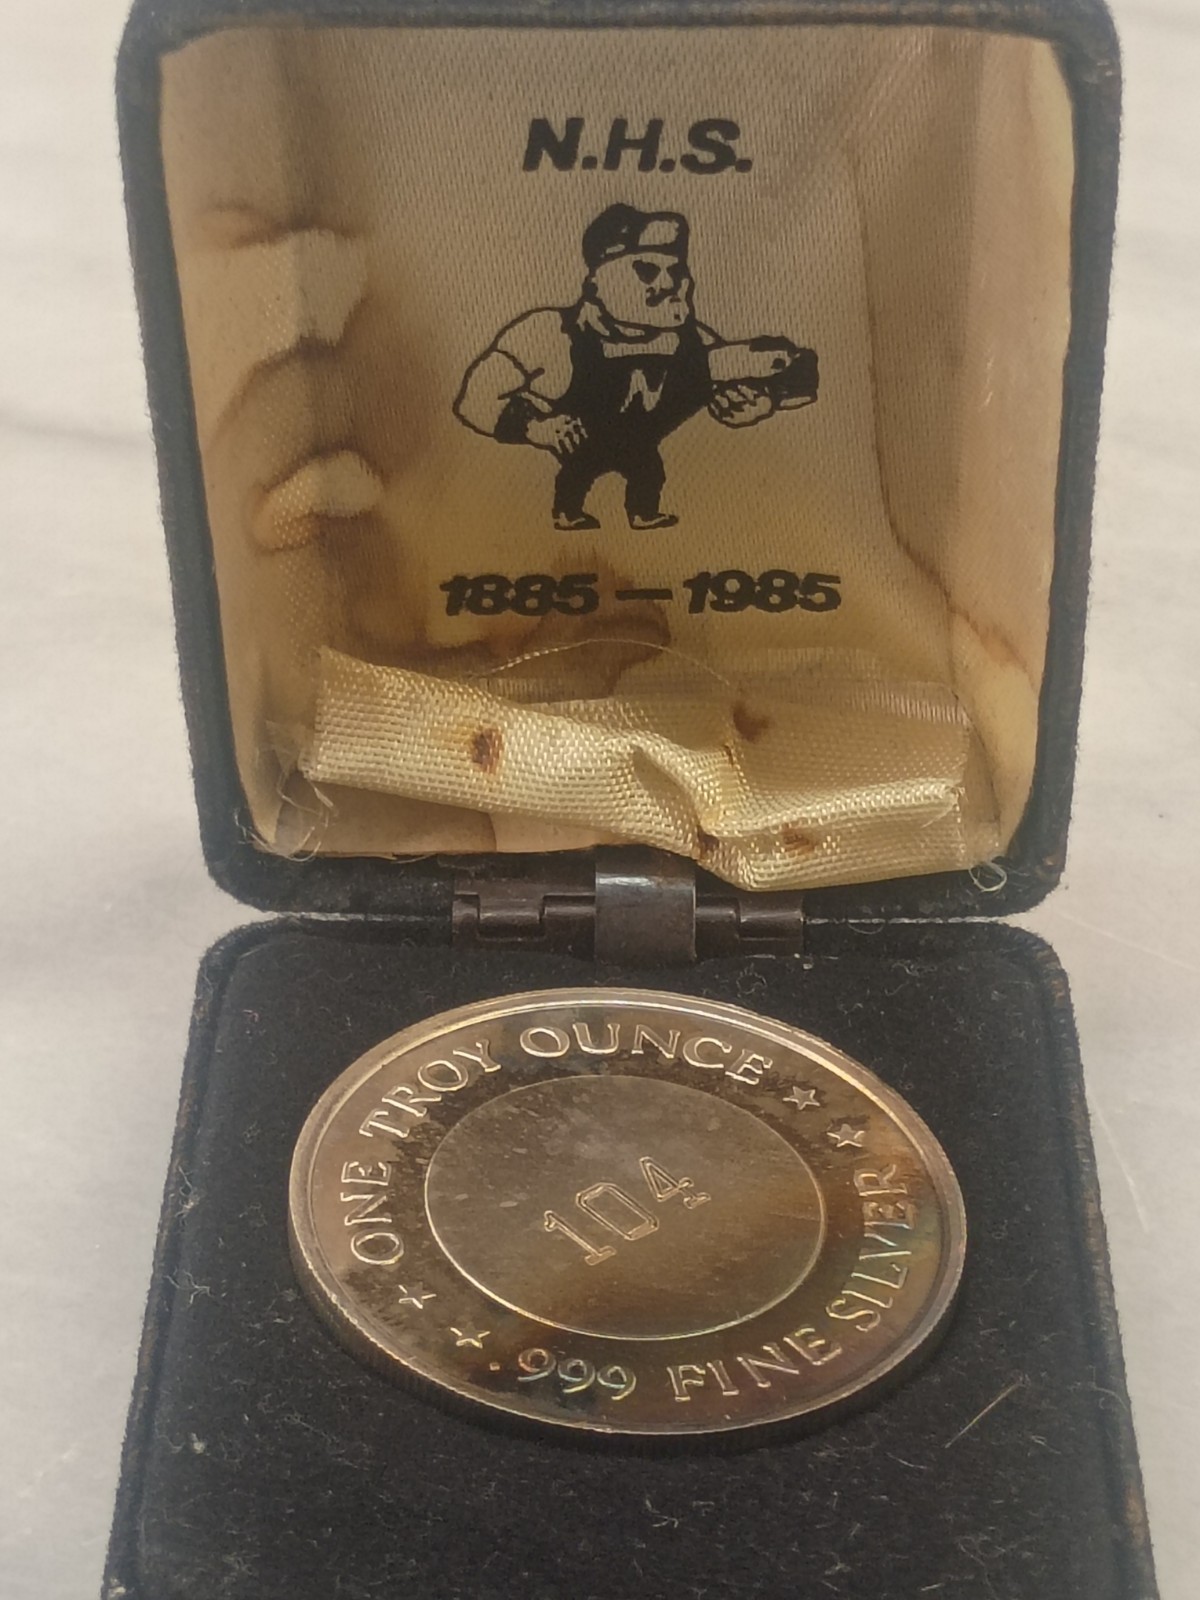 N.H.S.
N
1885-1985
ONE TROY OUNCE
104
.999 FINE SILVER